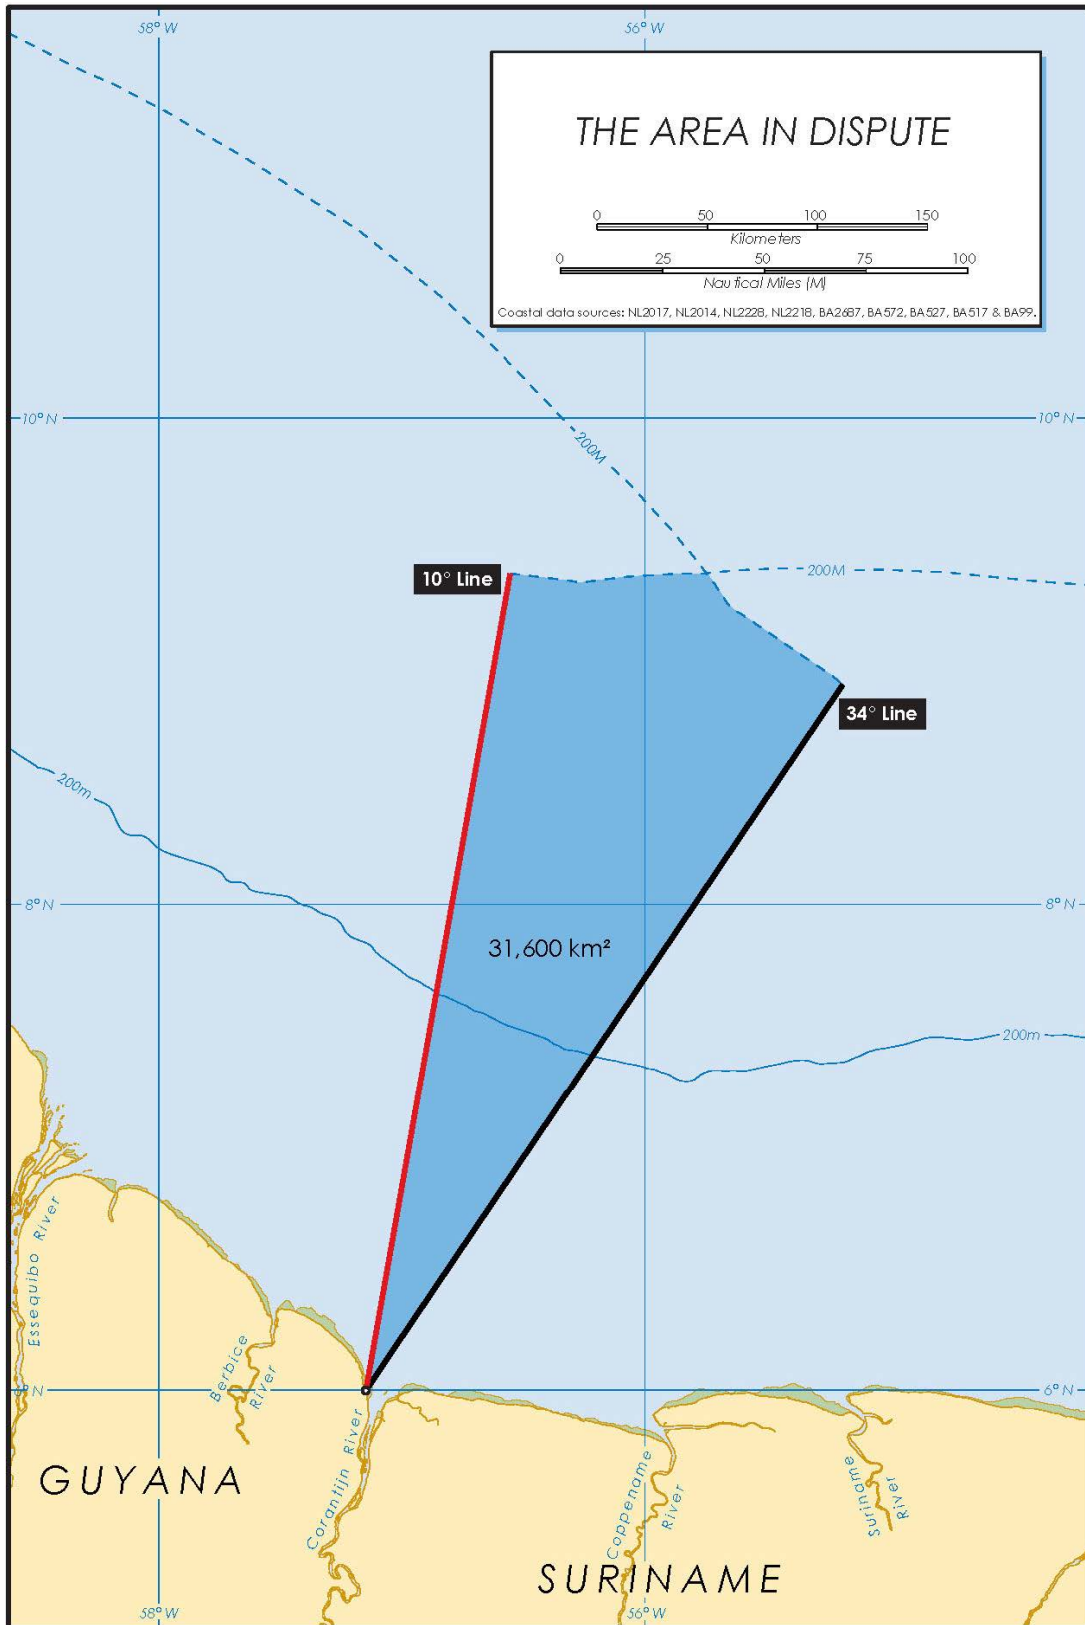 58° W
56° W
THE AREA IN DISPUTE
0 50 100 150
Kilometers
0 25 50 75 100
Nautical Miles (M)
Coastal data sources: NL2017, NL2014, NL2228, NL2218, BA2687, BA572, BA527, BA517 & BA99.
10° N
10° N
200M
10° Line
200M
34° Line
200m
8° N
8° N
31,600 km²
200m
Essequibo River
Berbice River
6° N
6° N
Corantijn River
Coppename River
Suriname River
GUYANA
SURINAME
58° W
56° W